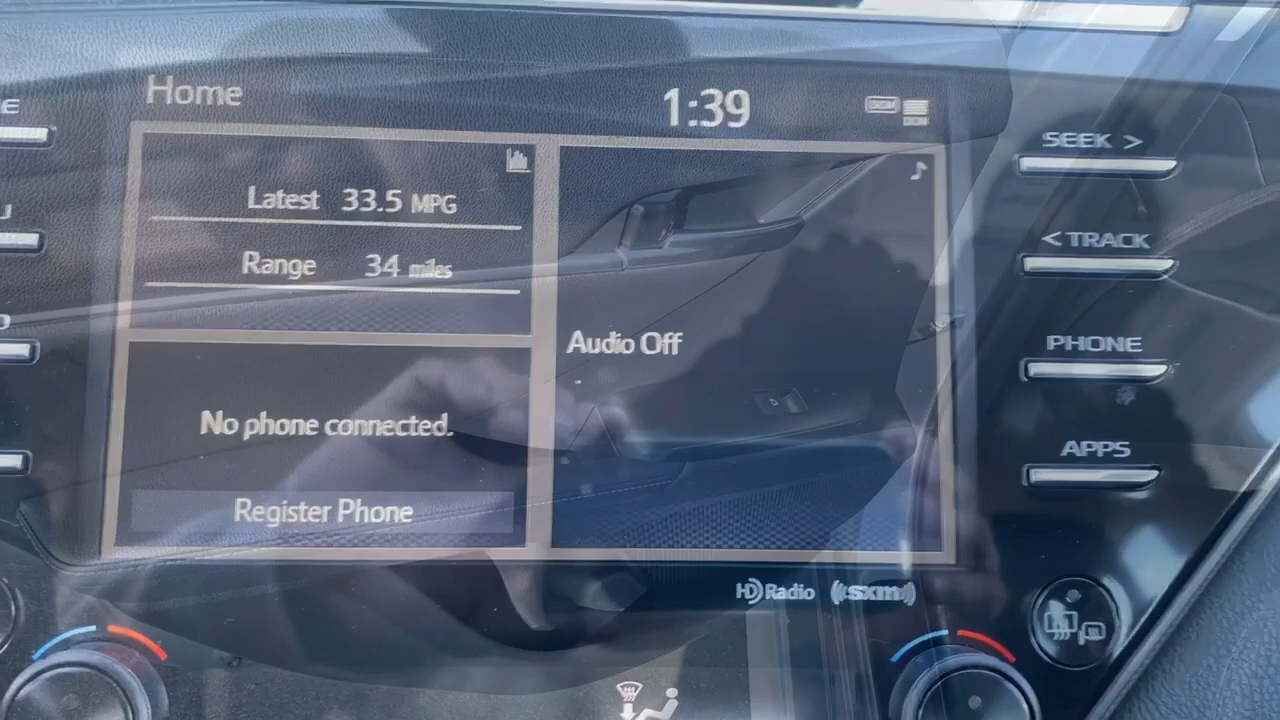 Home
1:39
E
SEEK >
Latest 33.5 MPG
< TRACK
Range 34 miles
Audio Off
PHONE
No phone connected.
APPS
Register Phone
HD Radio
((sxm))